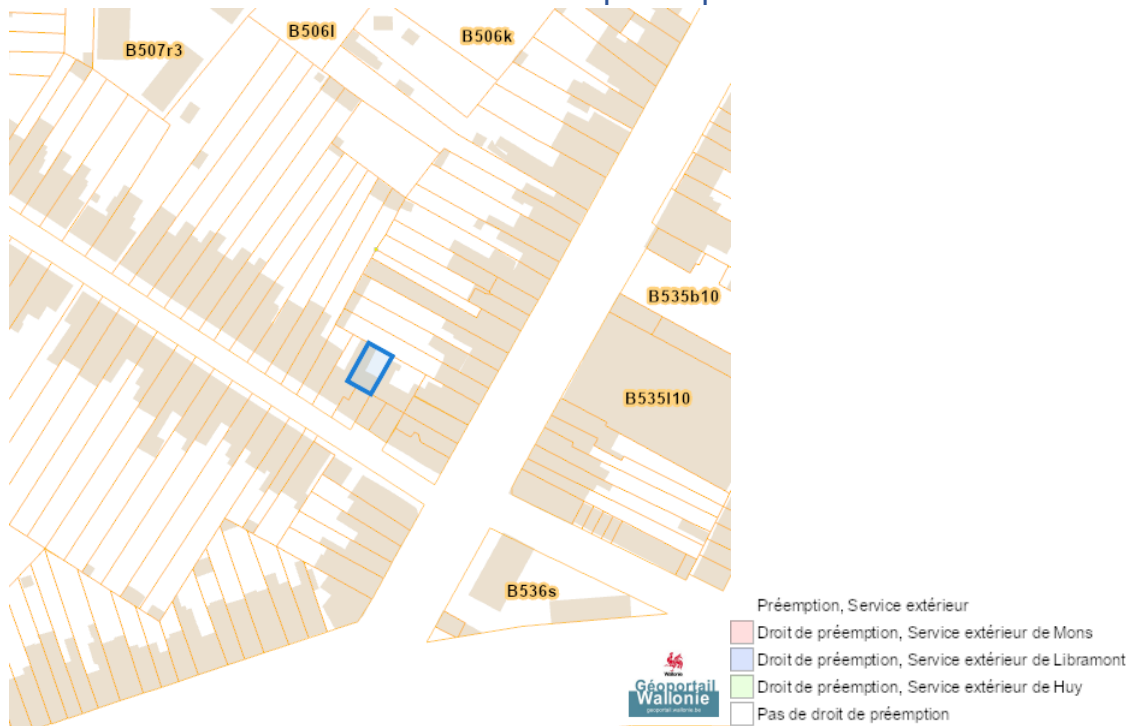 B506l
B506k
B507r3
B535b10
B535l10
B536s
Préemption, Service extérieur
Droit de préemption, Service extérieur de Mons
Droit de préemption, Service extérieur de Libramont
Droit de préemption, Service extérieur de Huy
Pas de droit de préemption
Wallonie
Géoportail
Wallonie
geoportail.wallonie.be